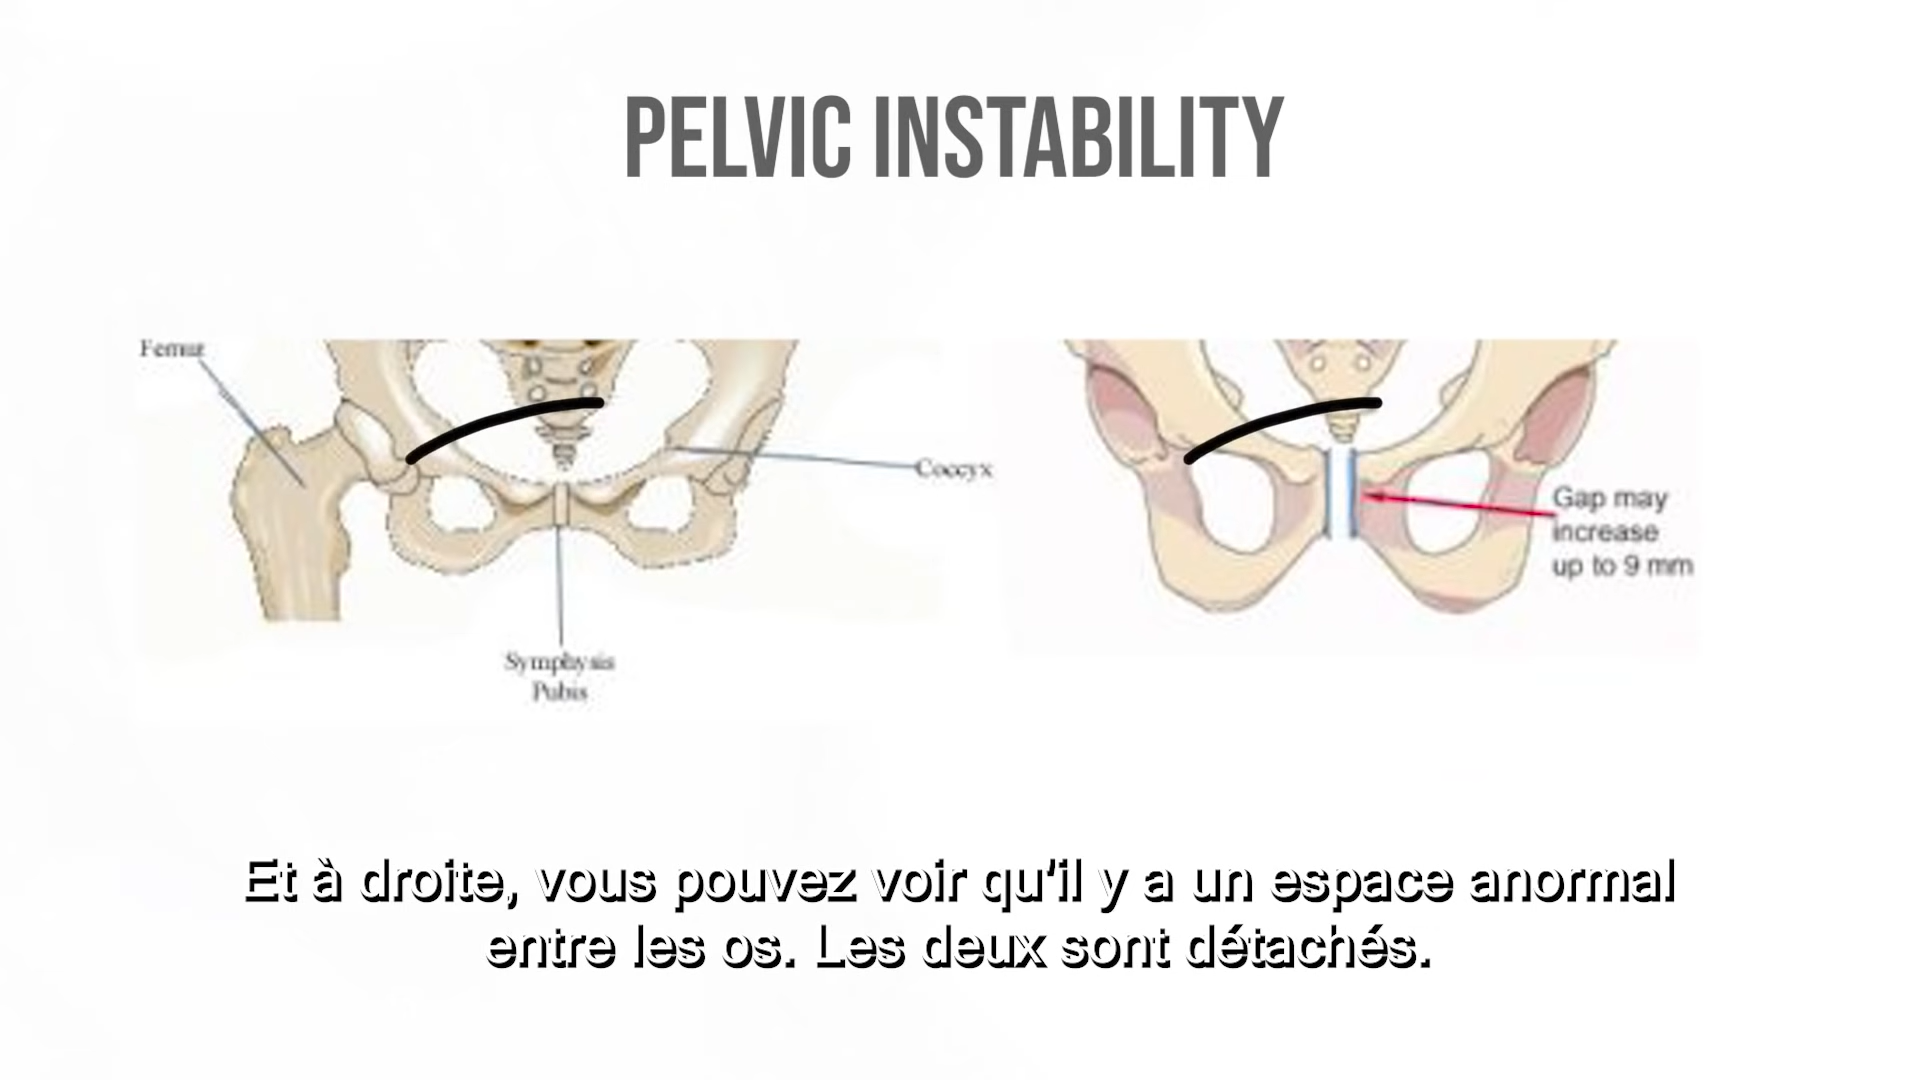 PELVIC INSTABILITY
Femur
Coccyx
Symphysis
Pubis
Gap may
increase
up to 9 mm
Et à droite, vous pouvez voir qu'il y a un espace anormal
entre les os. Les deux sont détachés.